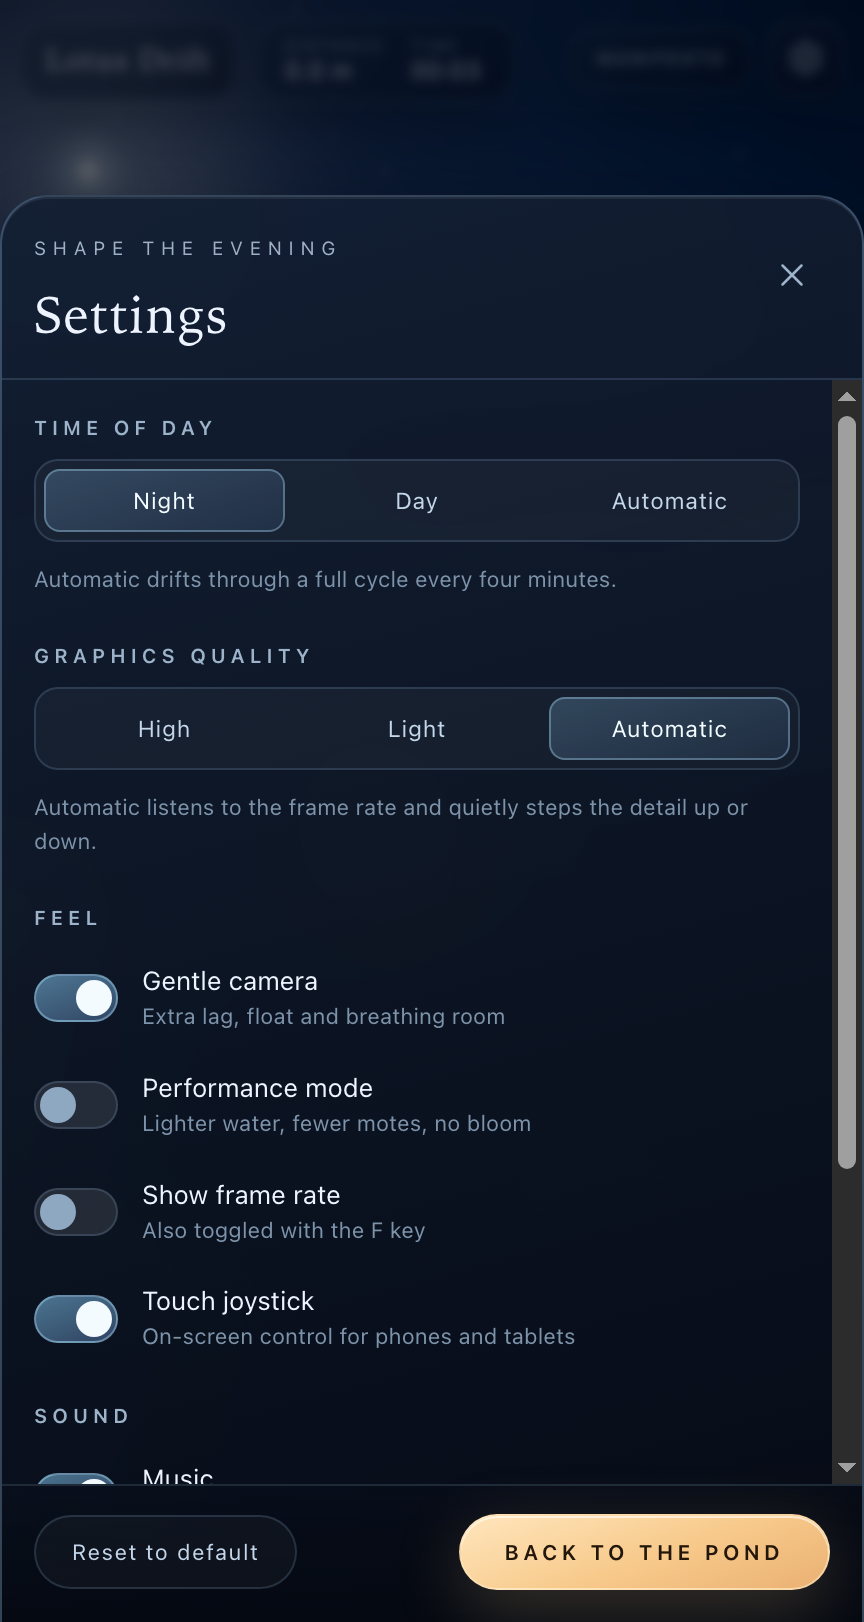 Lotus Drift
MANIFESTO
SHAPE THE EVENING
Settings
TIME OF DAY
Night Day Automatic
Automatic drifts through a full cycle every four minutes.
GRAPHICS QUALITY
High Light Automatic
Automatic listens to the frame rate and quietly steps the detail up or
down.
FEEL
Gentle camera
Extra lag, float and breathing room
Performance mode
Lighter water, fewer motes, no bloom
Show frame rate
Also toggled with the F key
Touch joystick
On-screen control for phones and tablets
SOUND
Music
Reset to default
BACK TO THE POND